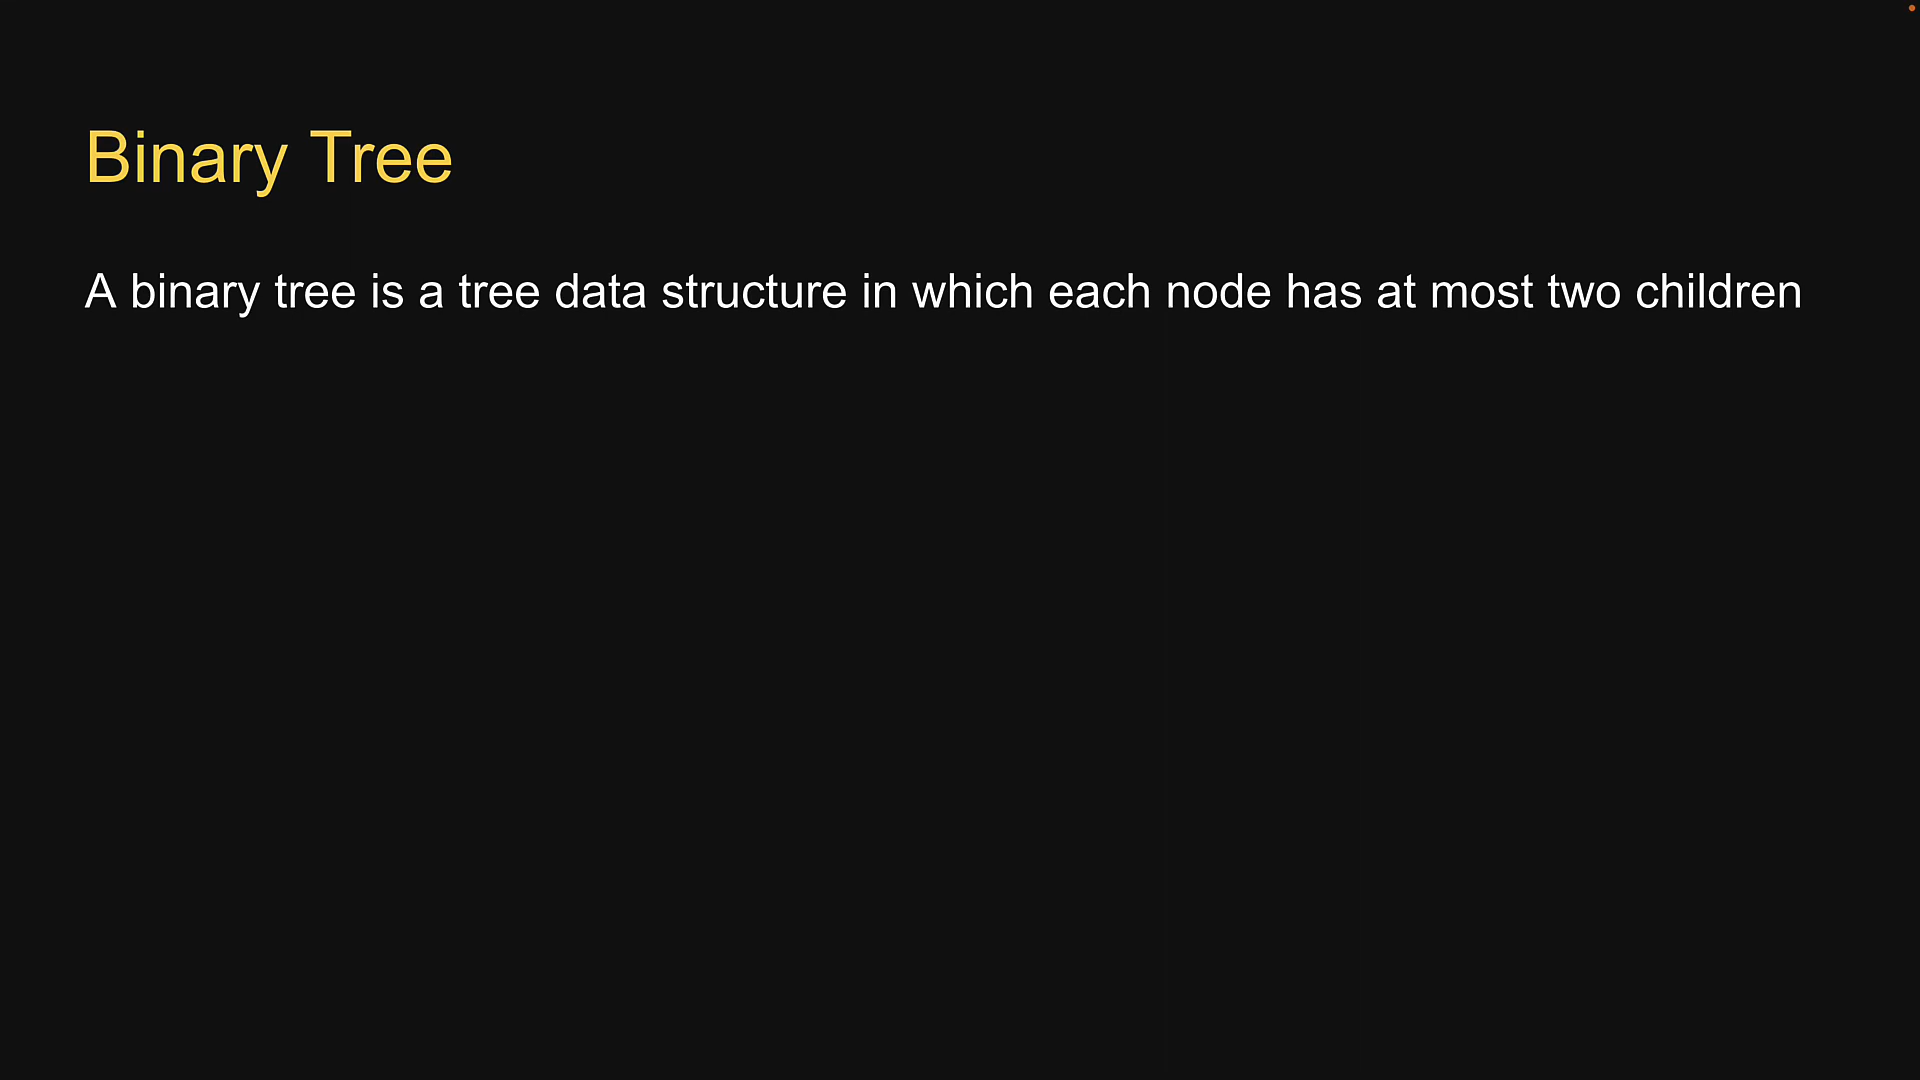 Binary Tree
A binary tree is a tree data structure in which each node has at most two children